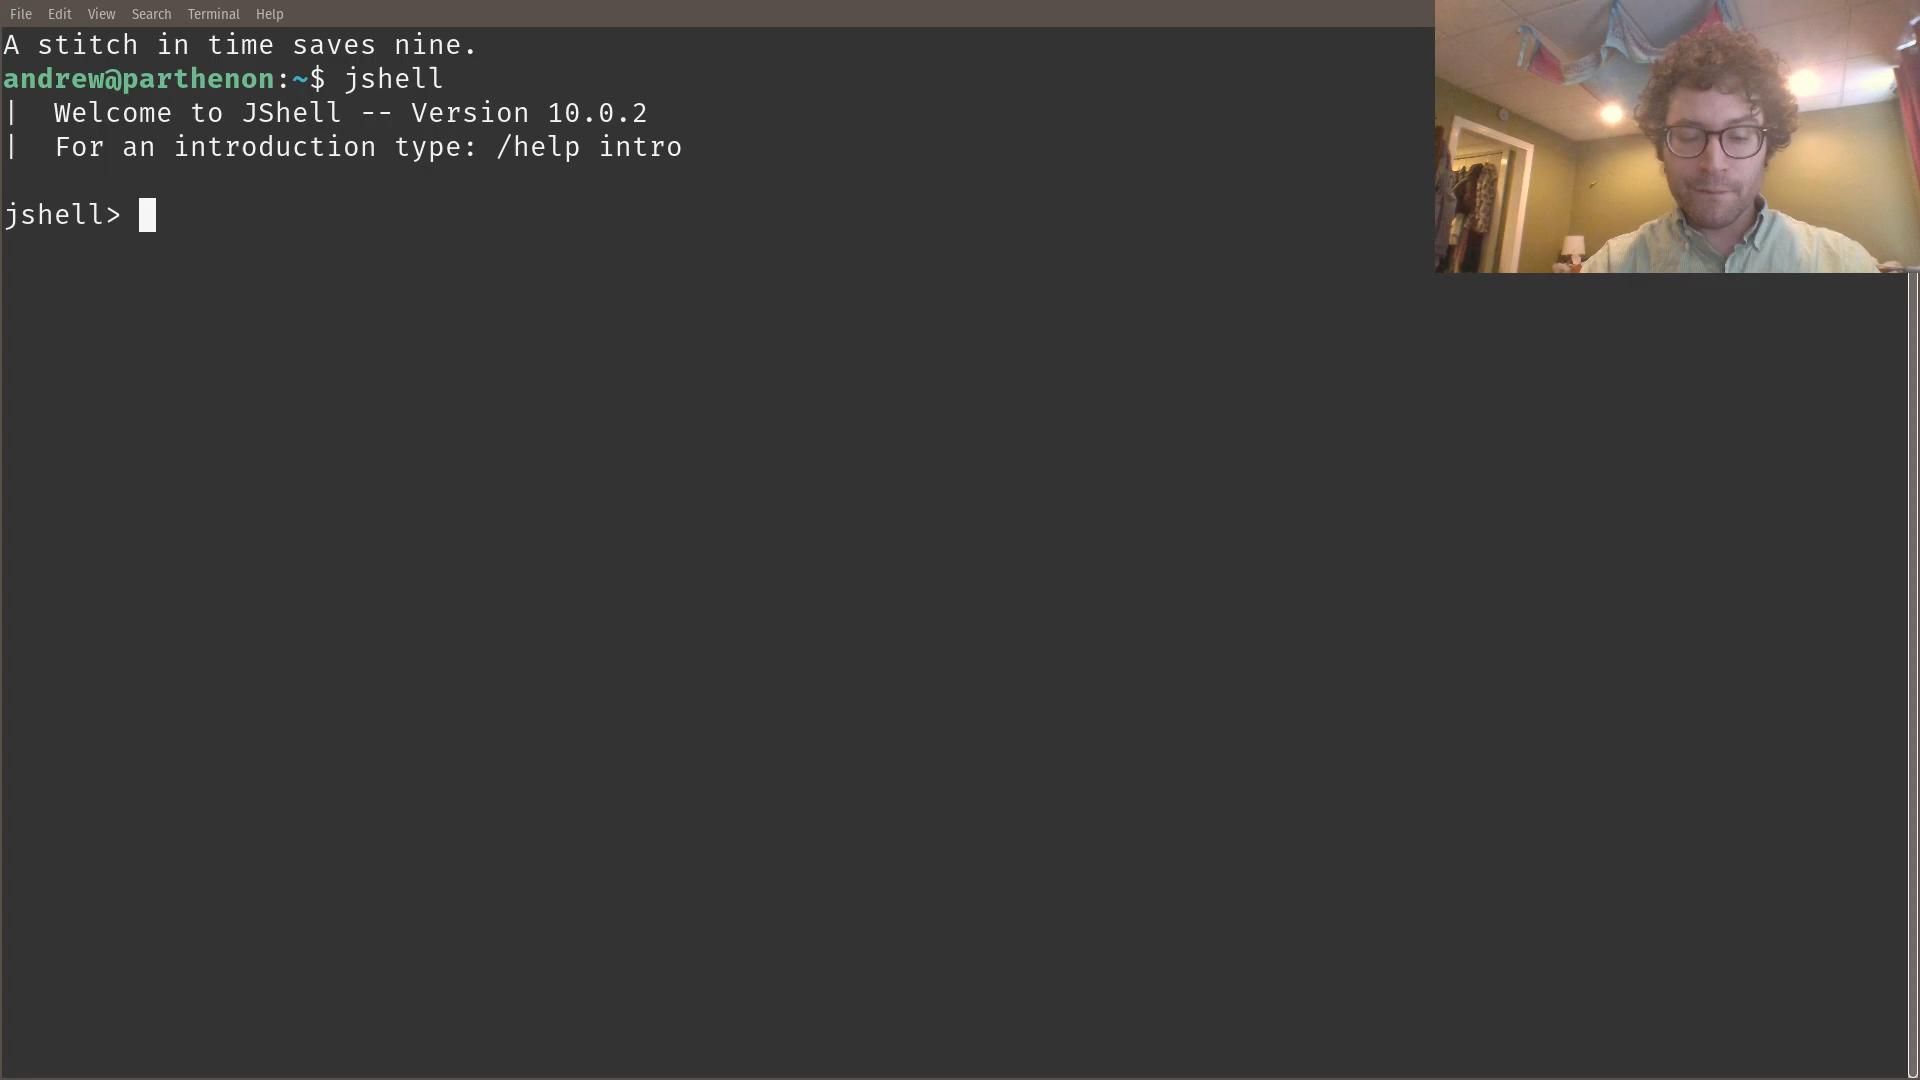 File Edit View Search Terminal Help
A stitch in time saves nine.
andrew@parthenon:~$ jshell
|  Welcome to JShell -- Version 10.0.2
|  For an introduction type: /help intro
jshell>